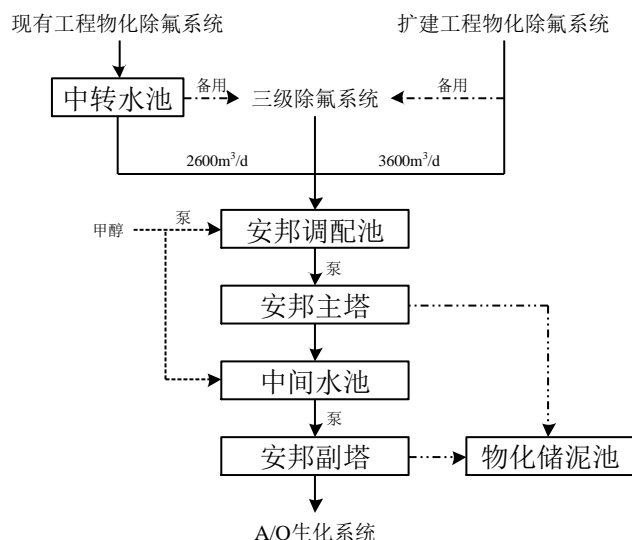 现有工程物化除氟系统
扩建工程物化除氟系统
中转水池
备用
三级除氟系统
备用
2600m³/d
3600m³/d
甲醇
泵
安邦调配池
泵
安邦主塔
中间水池
泵
安邦副塔
物化储泥池
A/O生化系统